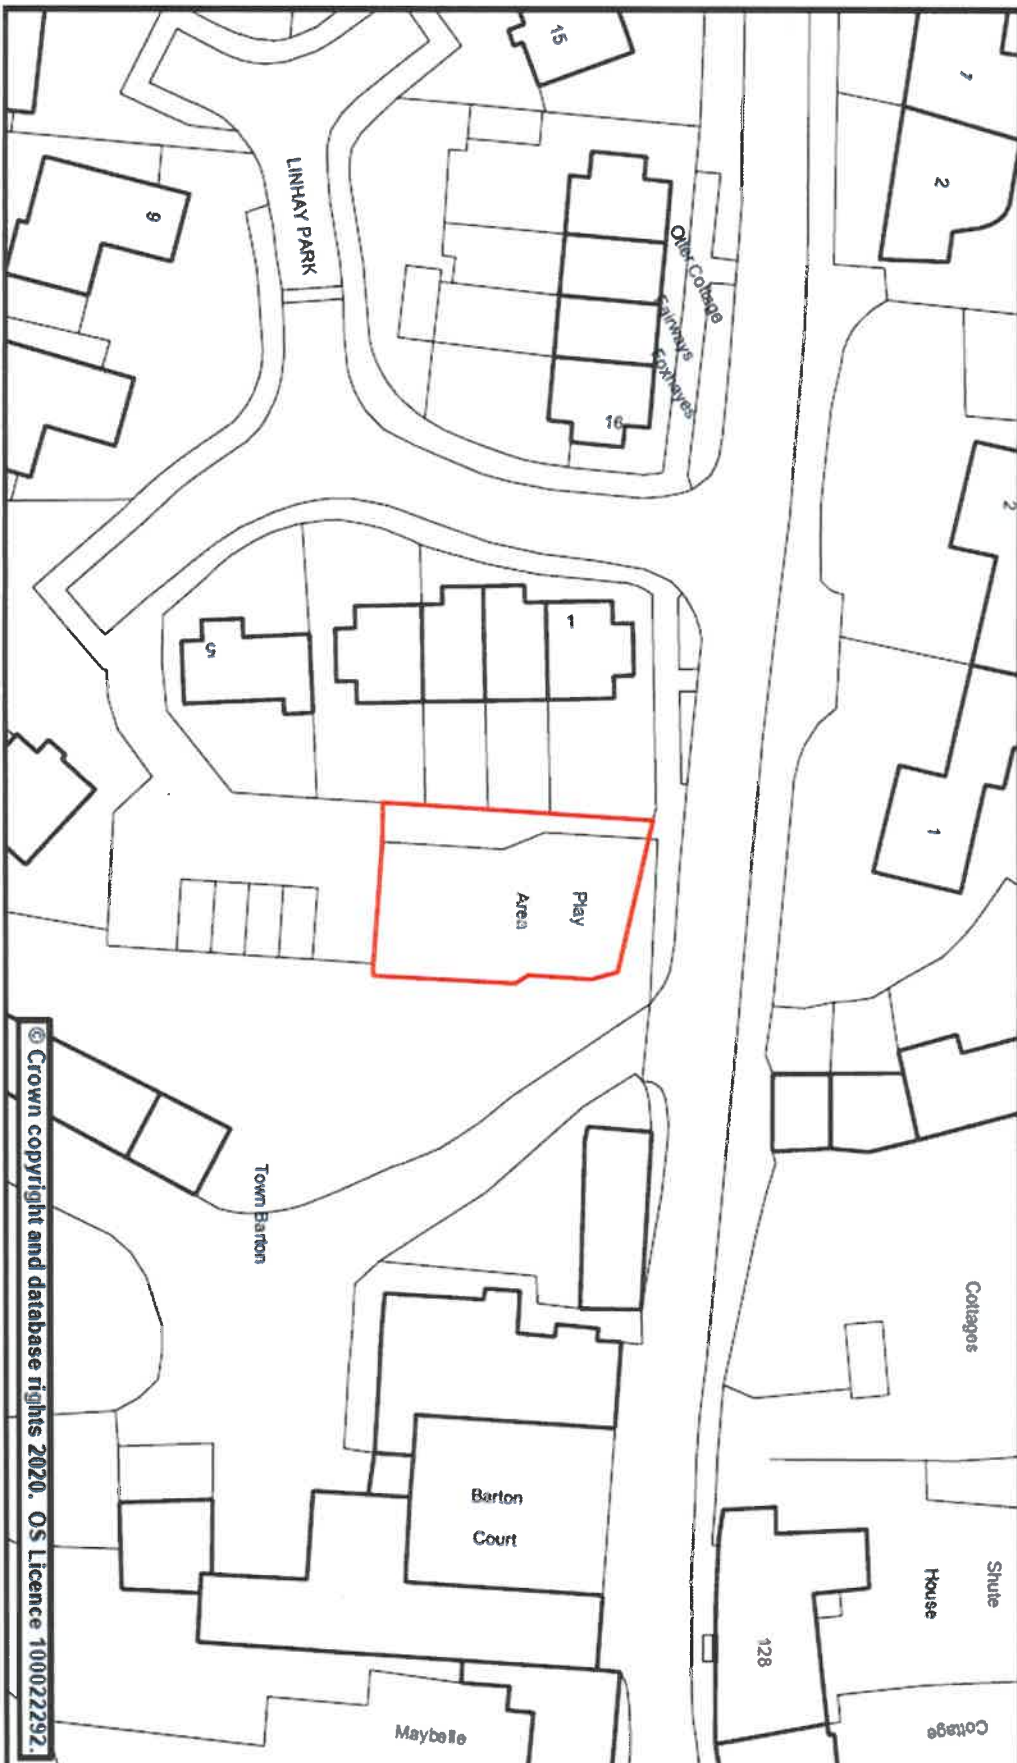 15
1
2
LINHAY PARK
9
Otter Cottage
Fairways
Foxhayes
16
2
1
1
5
Play
Area
Town Barton
Cottages
Barton
Court
Shute
House
128
Maybelle
Cottage
© Crown copyright and database rights 2020. OS Licence 100022292.